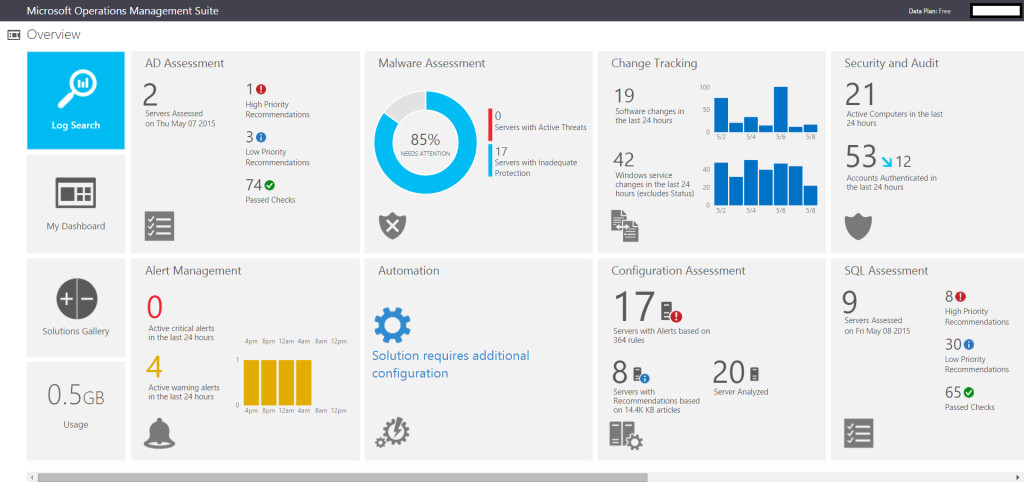 Microsoft Operations Management Suite
Data Plan: Free
Overview
Log Search
My Dashboard
Solutions Gallery
0.5GB
Usage
AD Assessment
2
Servers Assessed
on Thu May 07 2015
1
High Priority
Recommendations
3
Low Priority
Recommendations
74
Passed Checks
Malware Assessment
85%
NEEDS ATTENTION
0
Servers with Active Threats
17
Servers with Inadequate
Protection
Change Tracking
19
Software changes in
the last 24 hours
100
50
0
5/2 5/4 5/6 5/8
42
Windows service
changes in the last 24
hours (excludes Status)
40
20
0
5/2 5/4 5/6 5/8
Security and Audit
21
Active Computers in the last
24 hours
53 12
Accounts Authenticated in
the last 24 hours
Alert Management
0
Active critical alerts
in the last 24 hours
4pm 8pm 12am 4am 8am 12pm
4
Active warning alerts
in the last 24 hours
1
0
4pm 8pm 12am 4am 8am 12pm
Automation
Solution requires additional
configuration
Configuration Assessment
17
Servers with Alerts based on
364 rules
8
Servers with
Recommendations based
on 14.4K KB articles
20
Server Analyzed
SQL Assessment
9
Servers Assessed
on Fri May 08 2015
8
High Priority
Recommendations
30
Low Priority
Recommendations
65
Passed Checks